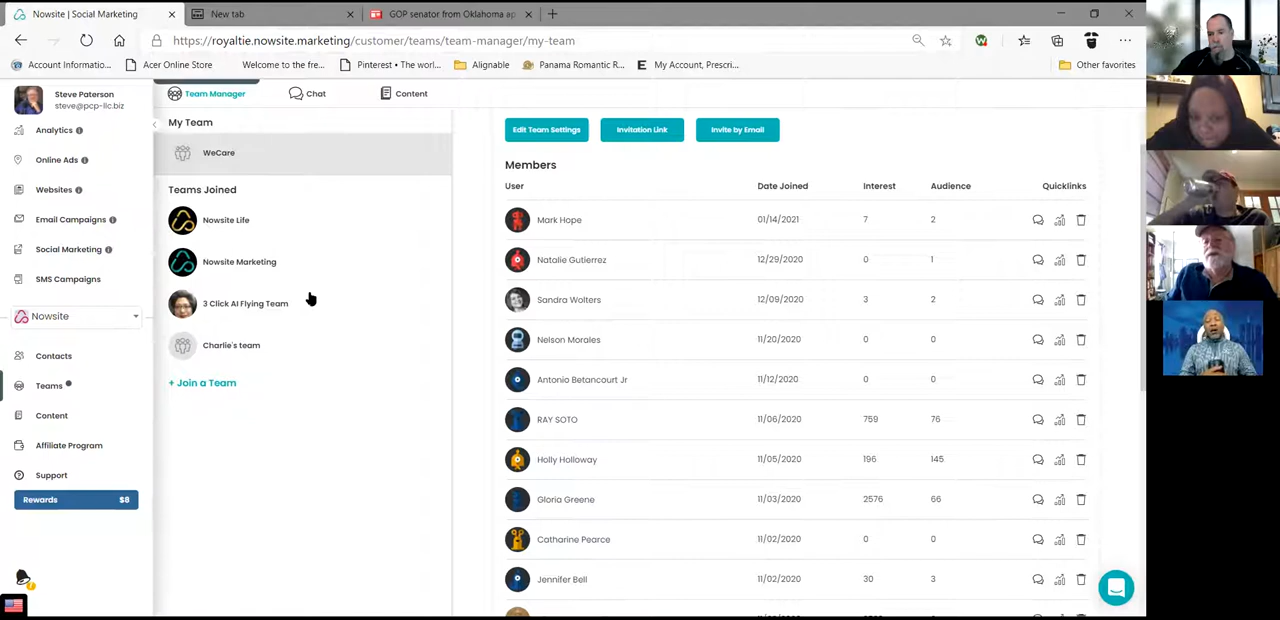 Nowsite | Social Marketing
New tab
GOP senator from Oklahoma ap
https://royaltie.nowsite.marketing/customer/teams/team-manager/my-team
Account Informatio...
Acer Online Store
Welcome to the fre...
Pinterest • The worl...
Alignable
Panama Romantic R...
My Account, Prescri...
Other favorites
Steve Paterson
steve@pcp-llc.biz
Analytics
Online Ads
Websites
Email Campaigns
Social Marketing
SMS Campaigns
Nowsite
Contacts
Teams
Content
Affiliate Program
Support
Rewards $8
Team Manager
Chat
Content
My Team
WeCare
Teams Joined
Nowsite Life
Nowsite Marketing
3 Click AI Flying Team
Charlie's team
+ Join a Team
Edit Team Settings
Invitation Link
Invite by Email
Members
User Date Joined Interest Audience Quicklinks
Mark Hope 01/14/2021 7 2
Natalie Gutierrez 12/29/2020 0 1
Sandra Wolters 12/09/2020 3 2
Nelson Morales 11/20/2020 0 0
Antonio Betancourt Jr 11/12/2020 0 0
RAY SOTO 11/06/2020 759 76
Holly Holloway 11/05/2020 196 145
Gloria Greene 11/03/2020 2576 66
Catharine Pearce 11/02/2020 0 0
Jennifer Bell 11/02/2020 30 3